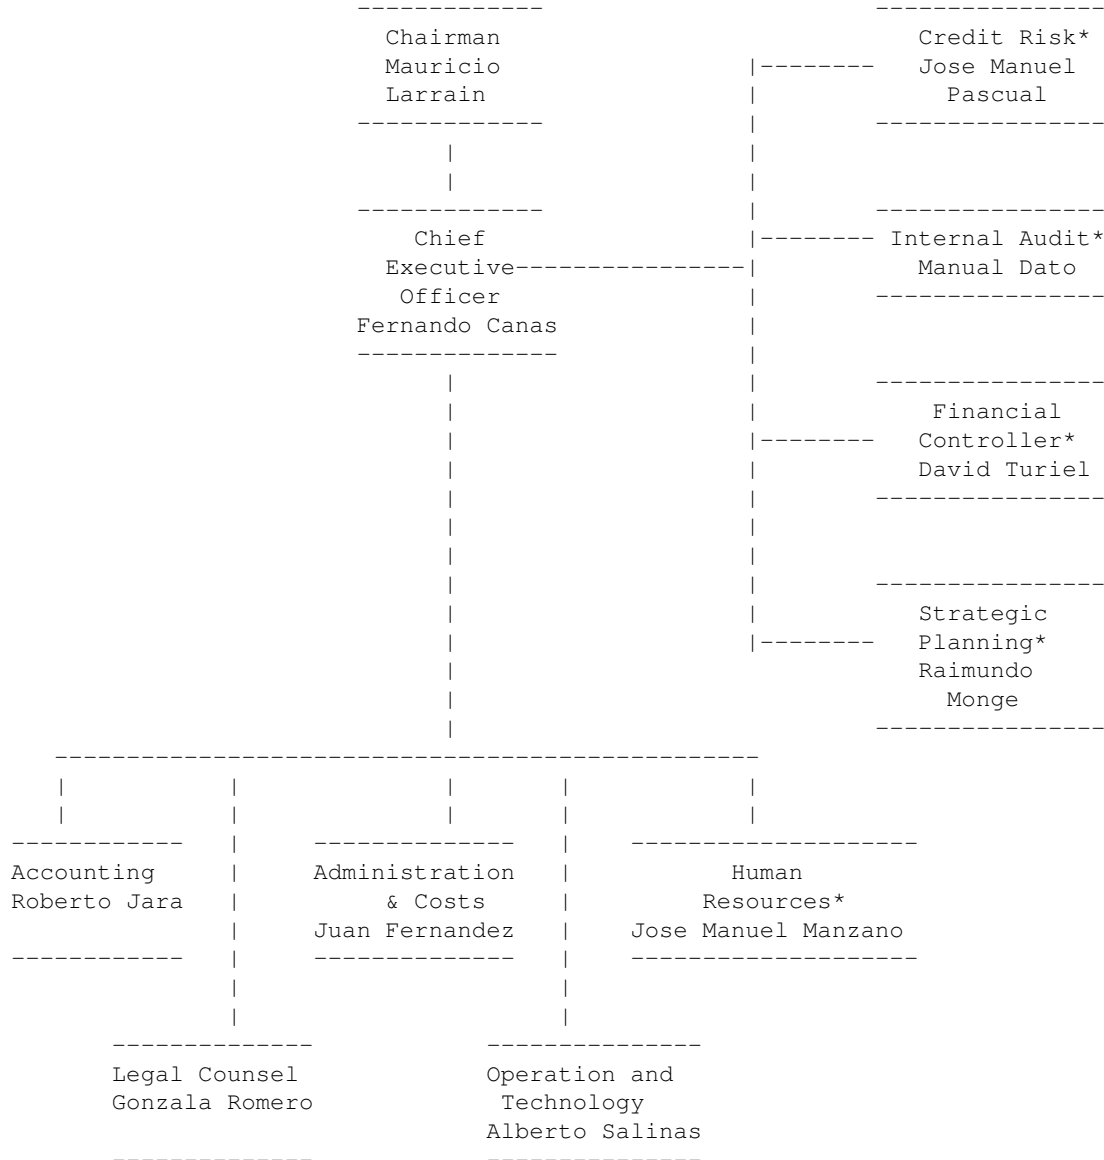 Chairman
Mauricio
Larrain
Credit Risk*
Jose Manuel
Pascual
Chief
Executive
Officer
Fernando Canas
Internal Audit*
Manual Dato
Financial
Controller*
David Turiel
Strategic
Planning*
Raimundo
Monge
Accounting
Roberto Jara
Administration
& Costs
Juan Fernandez
Human
Resources*
Jose Manuel Manzano
Legal Counsel
Gonzala Romero
Operation and
Technology
Alberto Salinas